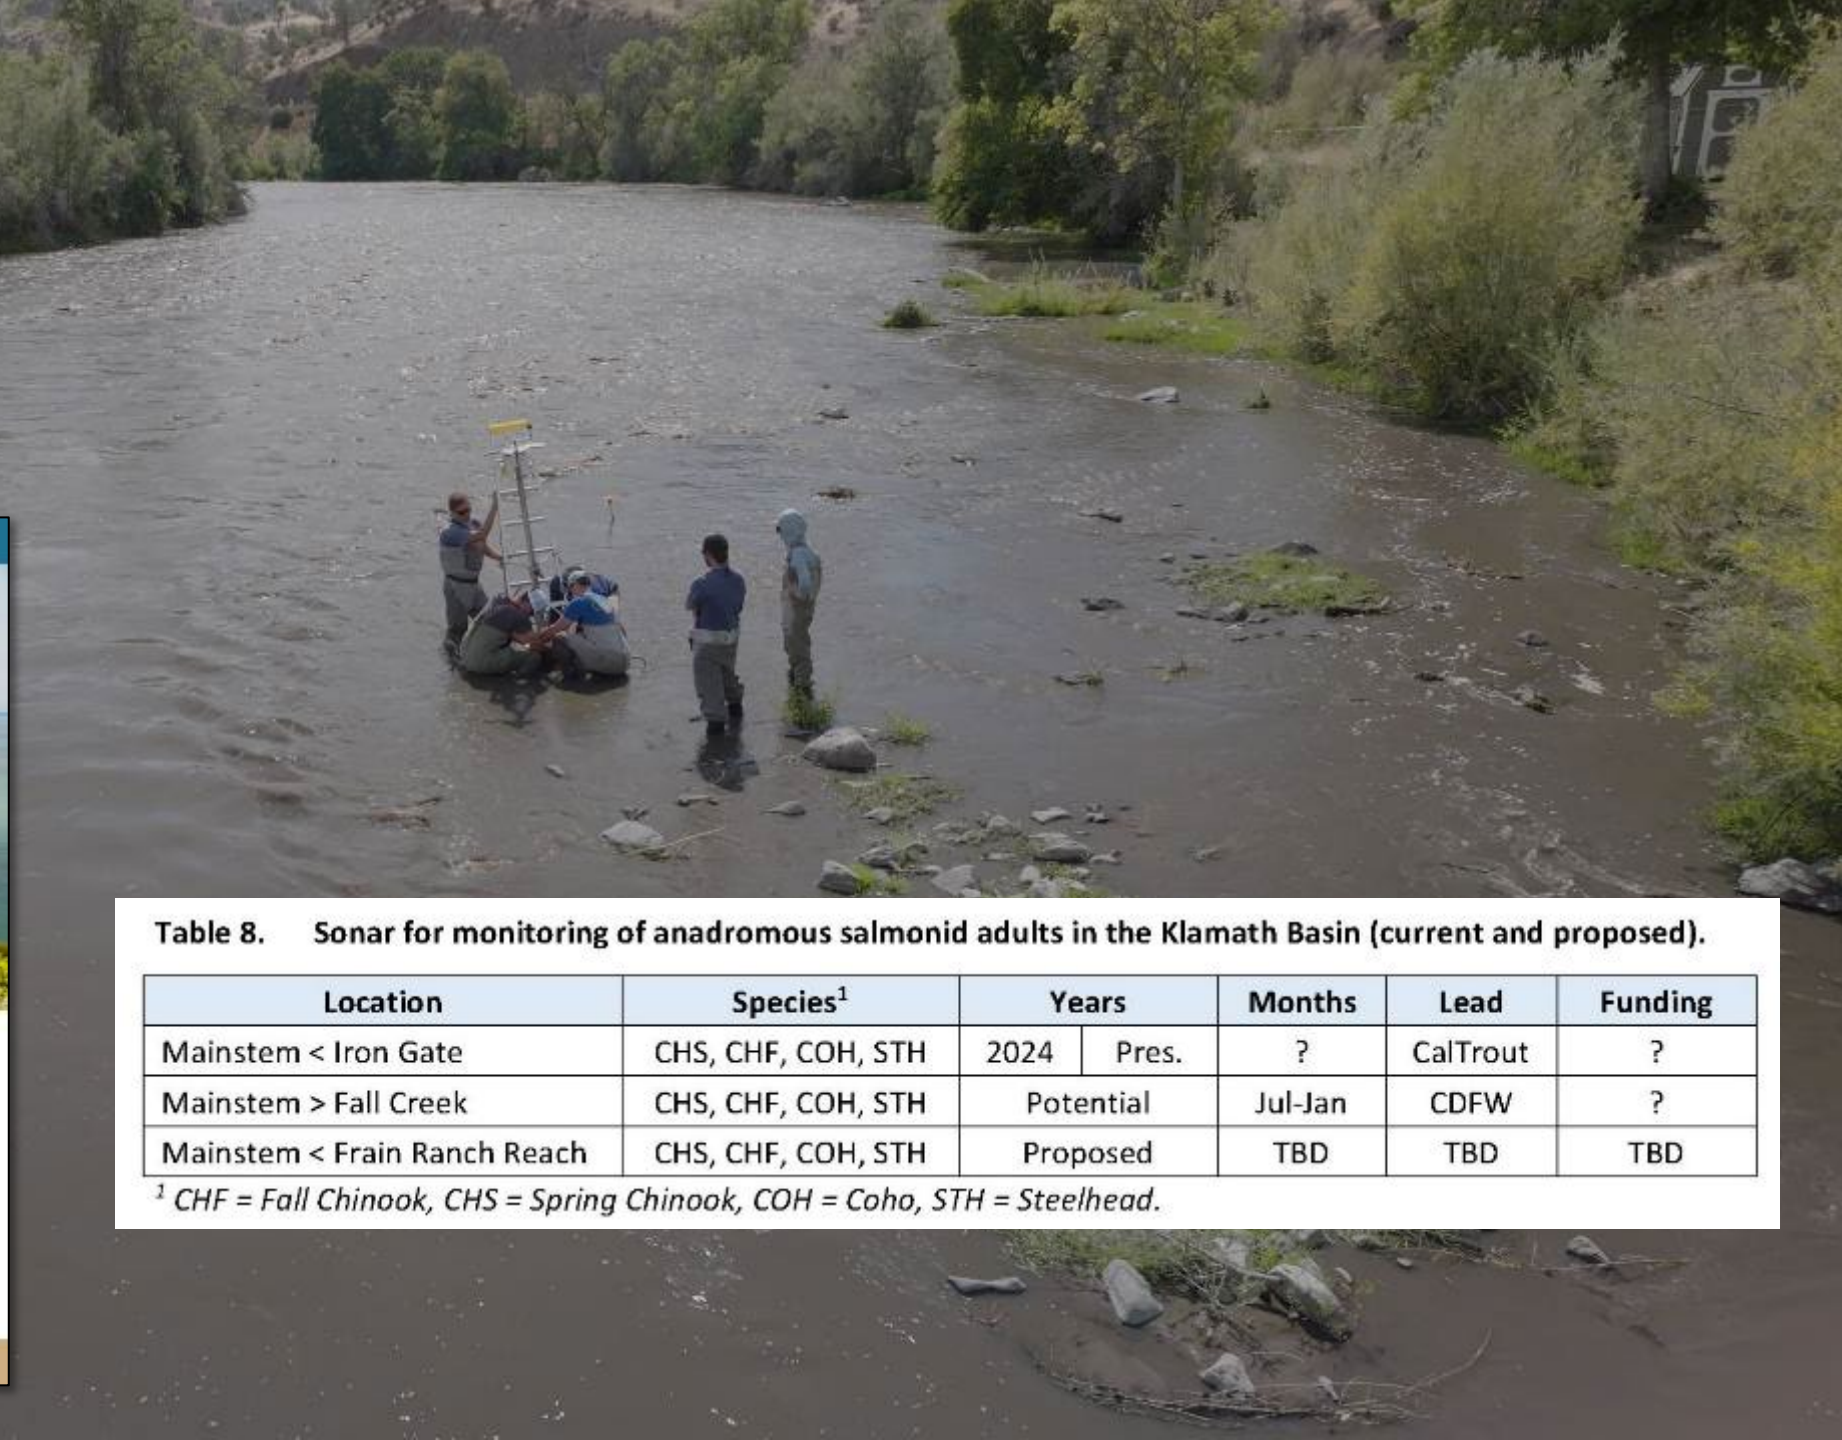 Table 8. Sonar for monitoring of anadromous salmonid adults in the Klamath Basin (current and proposed).
Location Species¹ Years Months Lead Funding
Mainstem < Iron Gate CHS, CHF, COH, STH 2024 Pres. ? CalTrout ?
Mainstem > Fall Creek CHS, CHF, COH, STH Potential Jul-Jan CDFW ?
Mainstem < Frain Ranch Reach CHS, CHF, COH, STH Proposed TBD TBD TBD
¹ CHF = Fall Chinook, CHS = Spring Chinook, COH = Coho, STH = Steelhead.